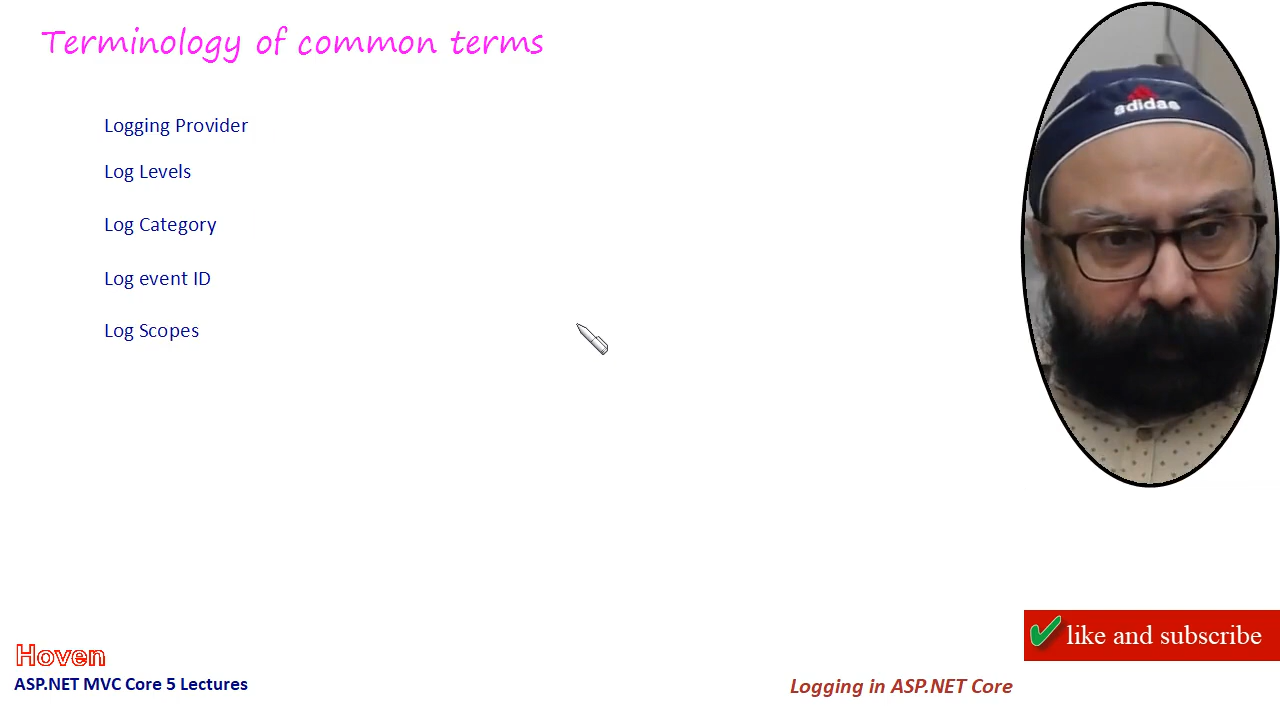 Terminology of common terms
Logging Provider
Log Levels
Log Category
Log event ID
Log Scopes
adidas
like and subscribe
Hoven
ASP.NET MVC Core 5 Lectures
Logging in ASP.NET Core